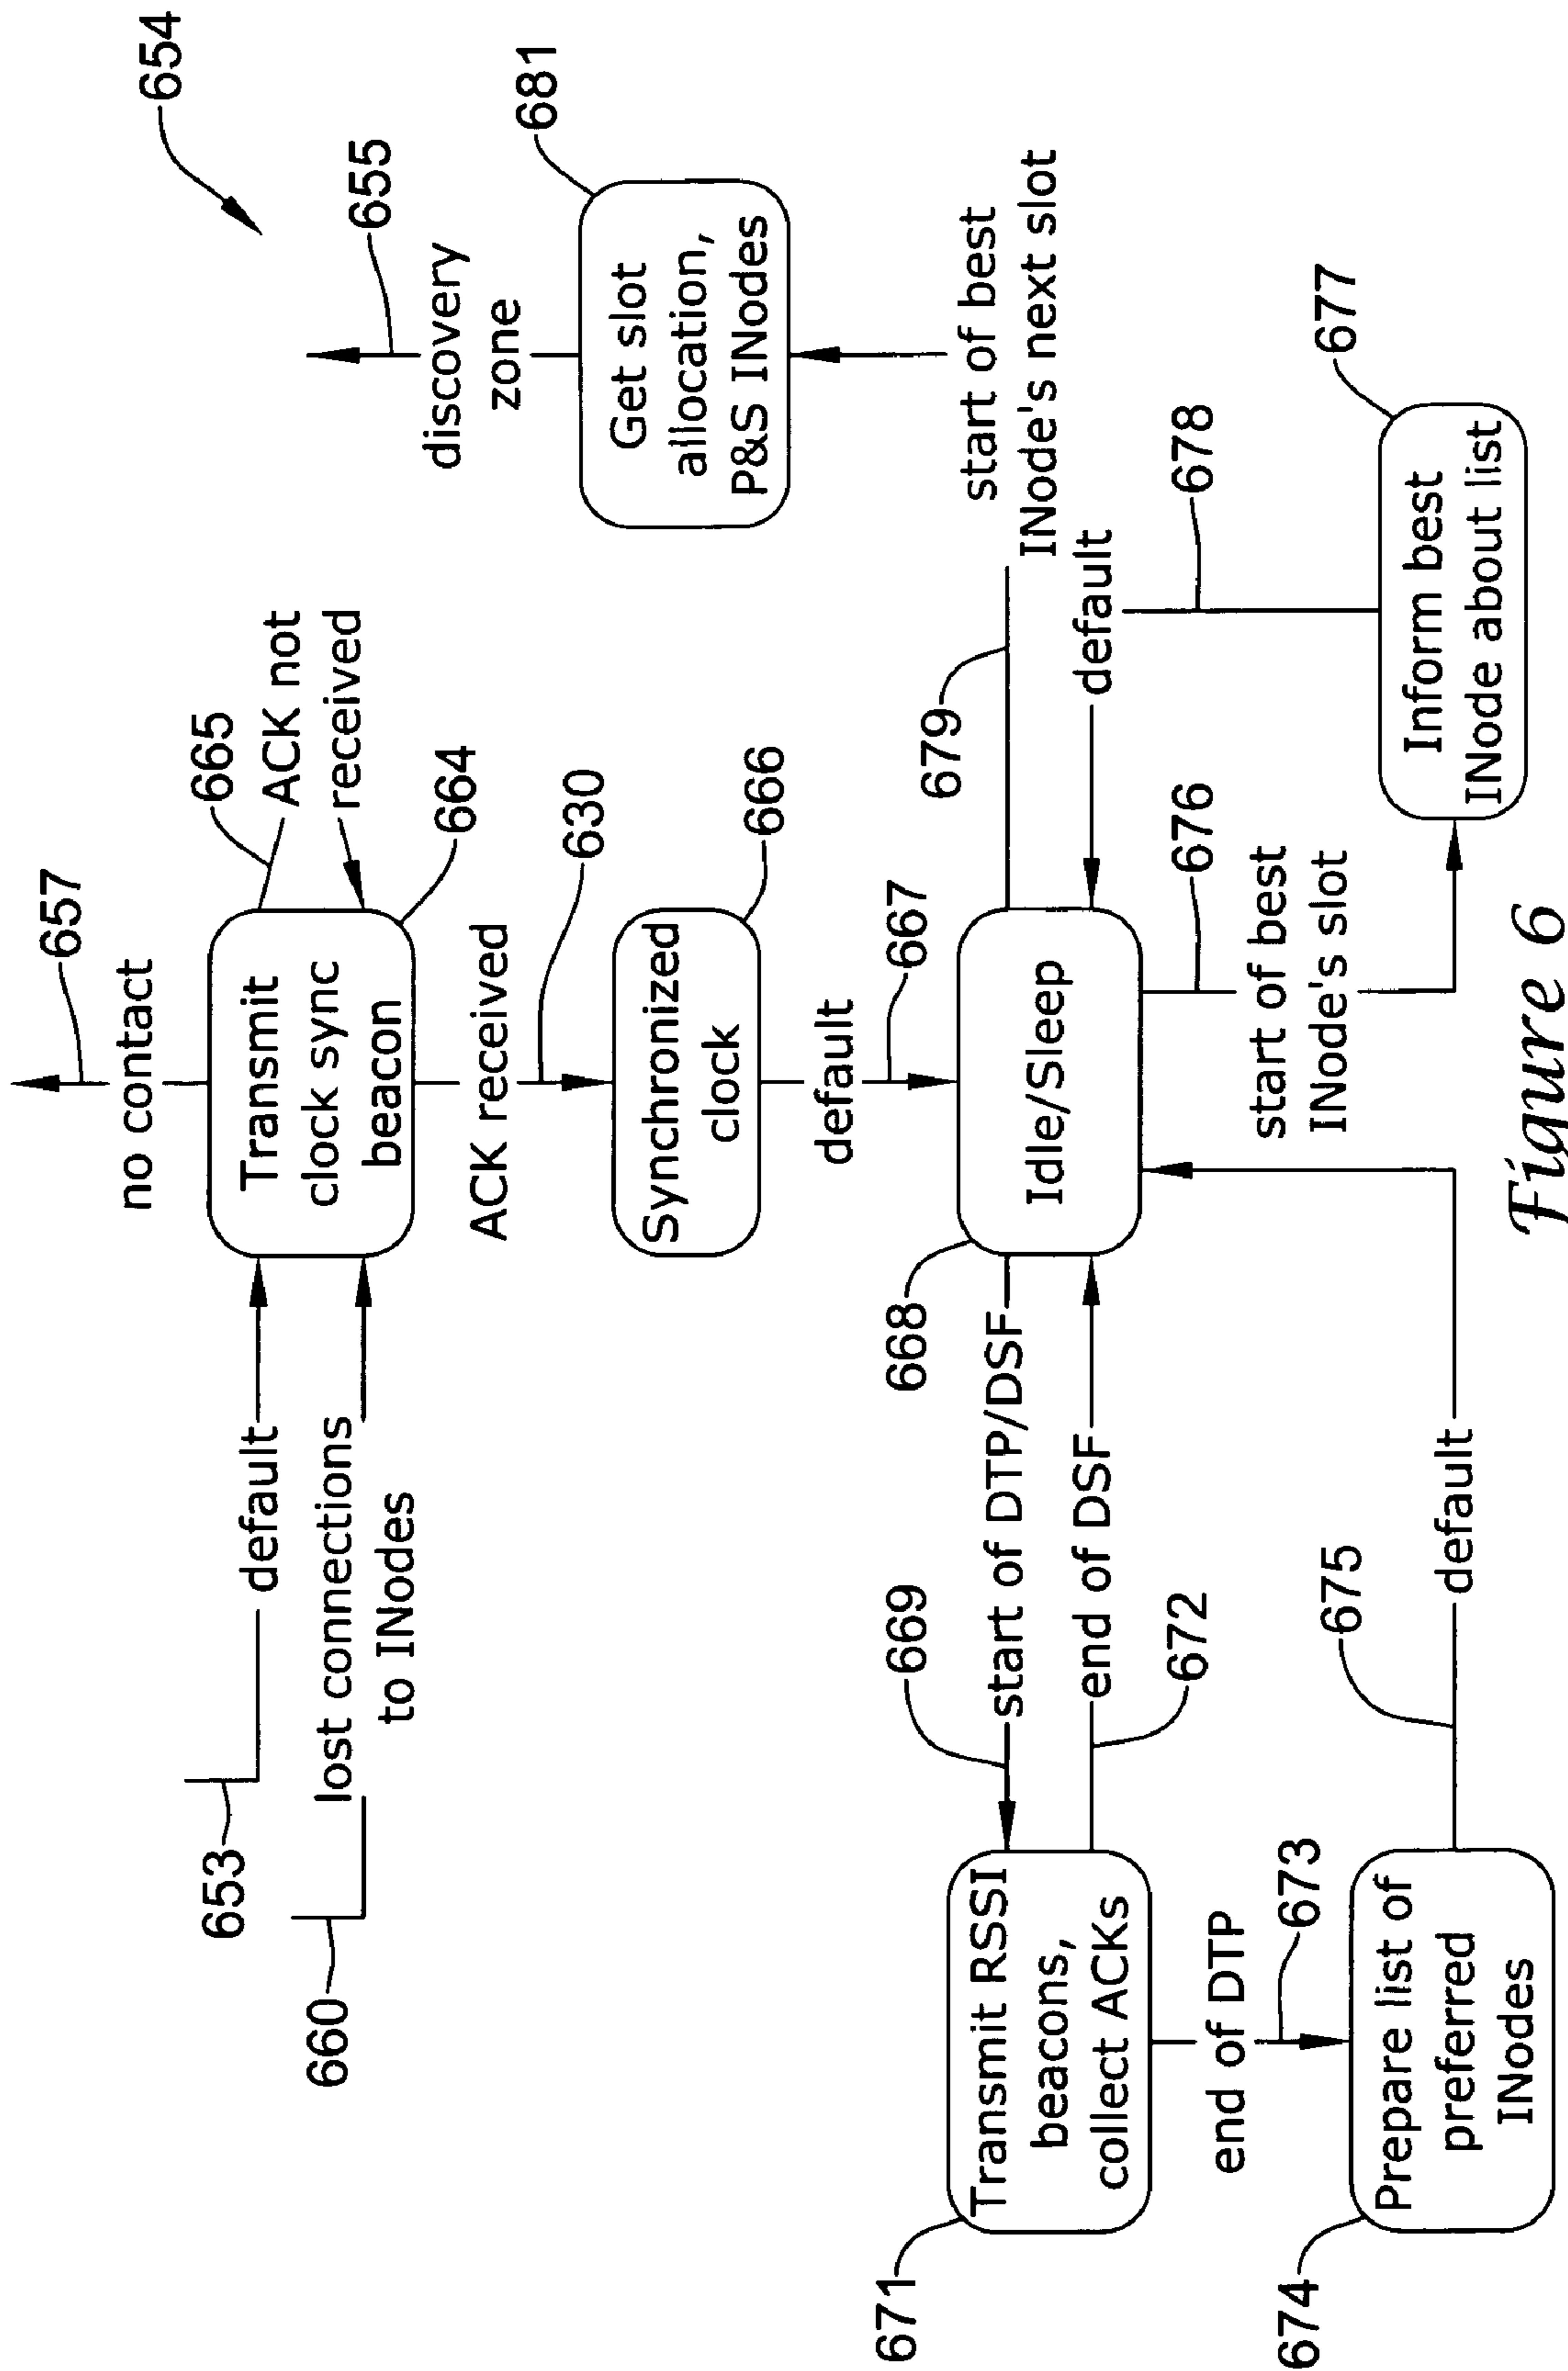 654
657
no contact
653
default
660
lost connections
to INodes
Transmit
clock sync
beacon
665
ACK not
received
664
ACK received
630
Synchronized
clock
666
default
667
655
discovery
zone
681
Get slot
allocation,
P&S INodes
start of best
INode's next slot
679
668
Idle/Sleep
669
start of DTP/DSF
end of DSF
672
671
Transmit RSSI
beacons,
collect ACKs
end of DTP
673
674
Prepare list of
preferred
INodes
675
default
676
start of best
INode's slot
default
678
677
Inform best
INode about list
Figure 6